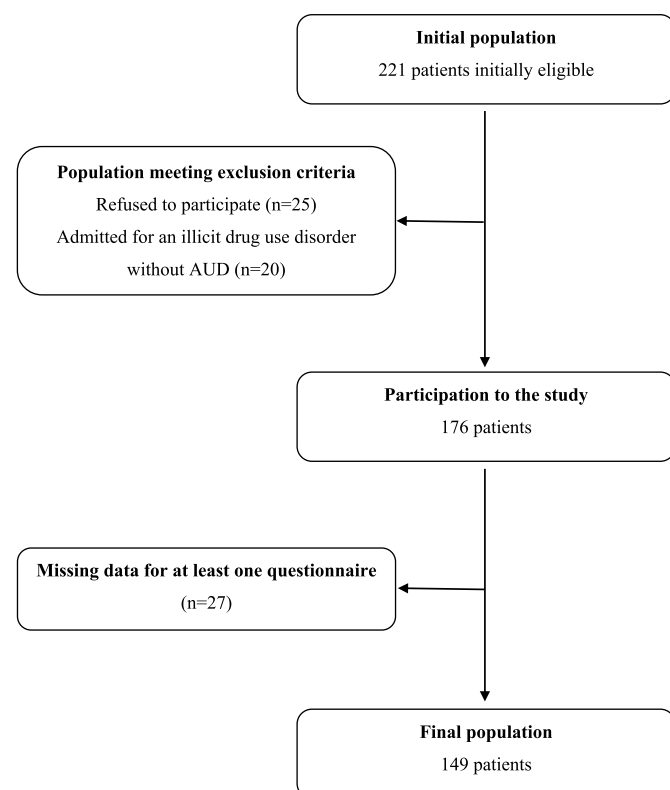 Initial population
221 patients initially eligible
Population meeting exclusion criteria
Refused to participate (n=25)
Admitted for an illicit drug use disorder
without AUD (n=20)
Participation to the study
176 patients
Missing data for at least one questionnaire
(n=27)
Final population
149 patients